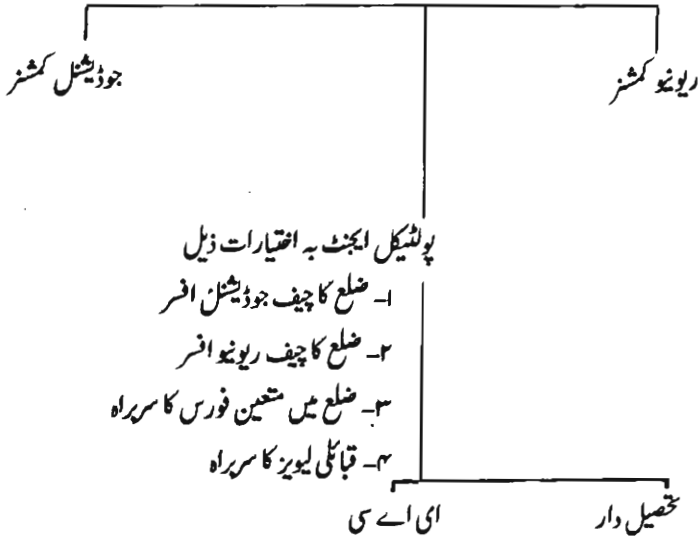 ریونیو کمشنر
جوڈیشنل کمشنر
پولٹیکل ایجنٹ بہ اختیارات ذیل
۱۔ ضلع کا چیف جوڈیشنل افسر
۲۔ ضلع کا چیف ریونیو افسر
۳۔ ضلع میں متعین فورس کا سربراہ
۴۔ قبائلی لیویز کا سربراہ
تحصیل دار
ای اے سی